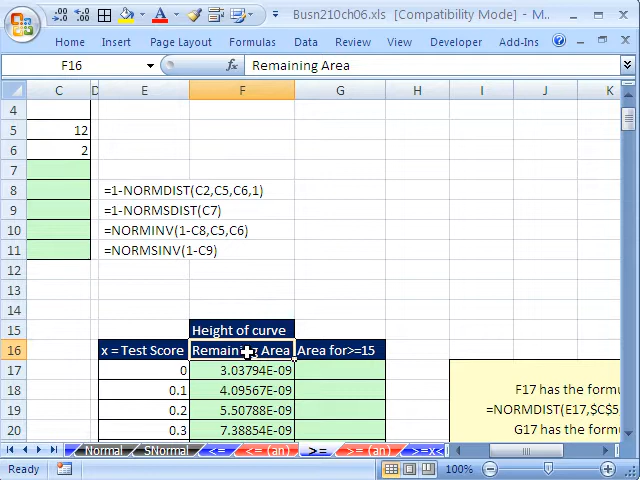 Busn210ch06.xls [Compatibility Mode] - M...
Home Insert Page Layout Formulas Data Review View Developer Add-Ins
F16 fx Remaining Area
C D E F G H I J K
4
5 12
6 2
7
8 =1-NORMDIST(C2,C5,C6,1)
9 =1-NORMSDIST(C7)
10 =NORMINV(1-C8,C5,C6)
11 =NORMSINV(1-C9)
12
13
14
15 Height of curve
16 x = Test Score Remaining Area Area for>=15
17 0 3.03794E-09
18 0.1 4.09567E-09 F17 has the formu
19 0.2 5.50788E-09 =NORMDIST(E17,$C$5
20 0.3 7.38854E-09 G17 has the formu
Normal SNormal <= <= (an) >= >= (an) >=x<
Ready 100%